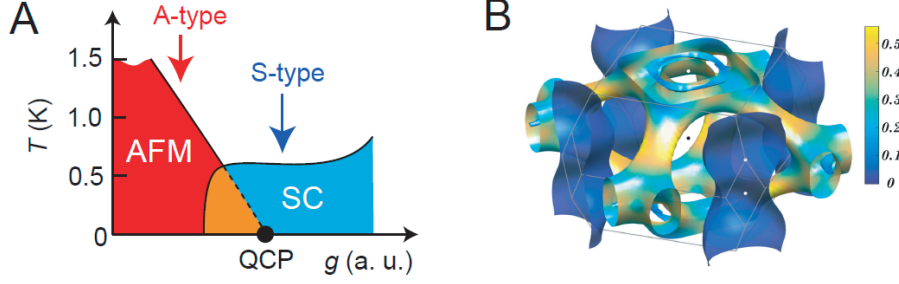 A
A-type
S-type
T (K)
1.5
1.0
0.5
0
AFM
SC
QCP
g (a. u.)
B
0.5
0.4
0.3
0.2
0.1
0